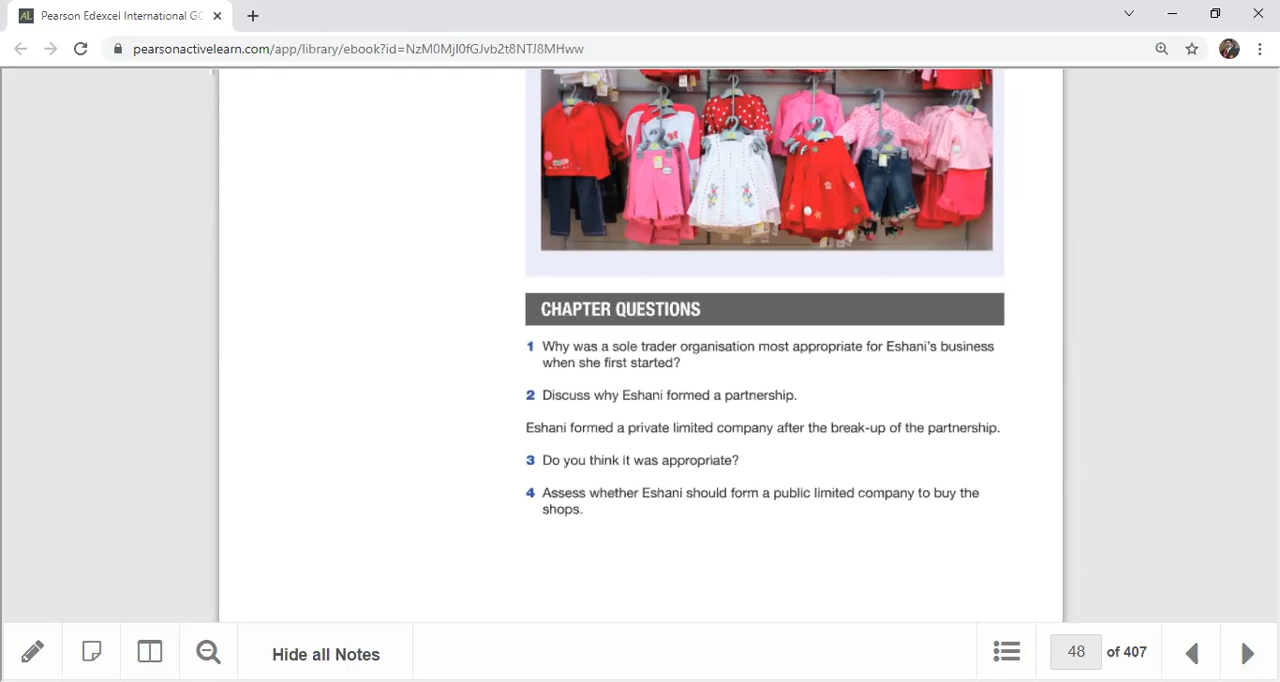 Pearson Edexcel International GC
pearsonactivelearn.com/app/library/ebook?id=NzM0MjI0fGJvb2t8NTJ8MHww
CHAPTER QUESTIONS
1 Why was a sole trader organisation most appropriate for Eshani's business
when she first started?
2 Discuss why Eshani formed a partnership.
Eshani formed a private limited company after the break-up of the partnership.
3 Do you think it was appropriate?
4 Assess whether Eshani should form a public limited company to buy the
shops.
Hide all Notes
48 of 407